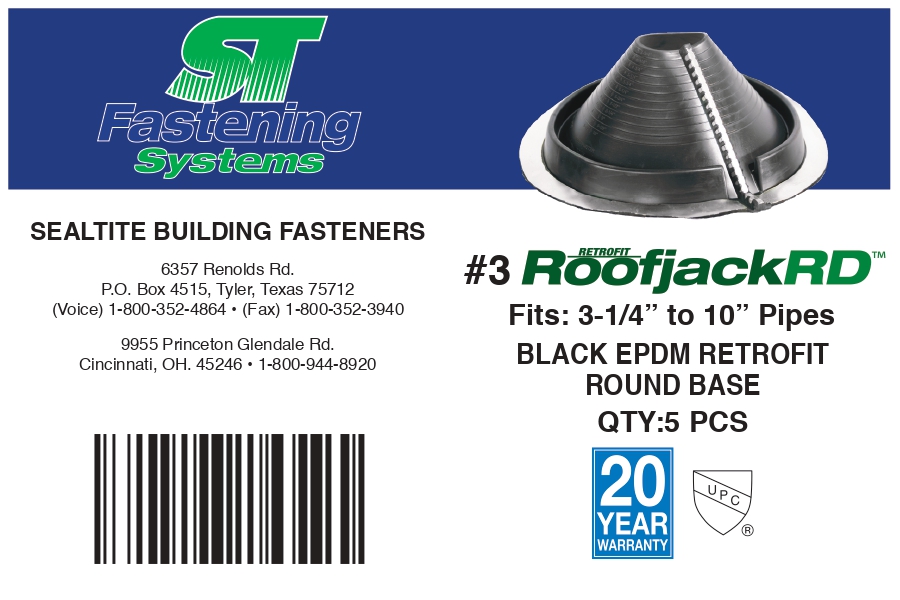 ST
Fastening
Systems
SEALTITE BUILDING FASTENERS
6357 Renolds Rd.
P.O. Box 4515, Tyler, Texas 75712
(Voice) 1-800-352-4864 • (Fax) 1-800-352-3940
9955 Princeton Glendale Rd.
Cincinnati, OH. 45246 • 1-800-944-8920
RETROFIT
#3 RoofjackRD™
Fits: 3-1/4” to 10” Pipes
BLACK EPDM RETROFIT
ROUND BASE
QTY:5 PCS
20
YEAR
WARRANTY
UPC
®